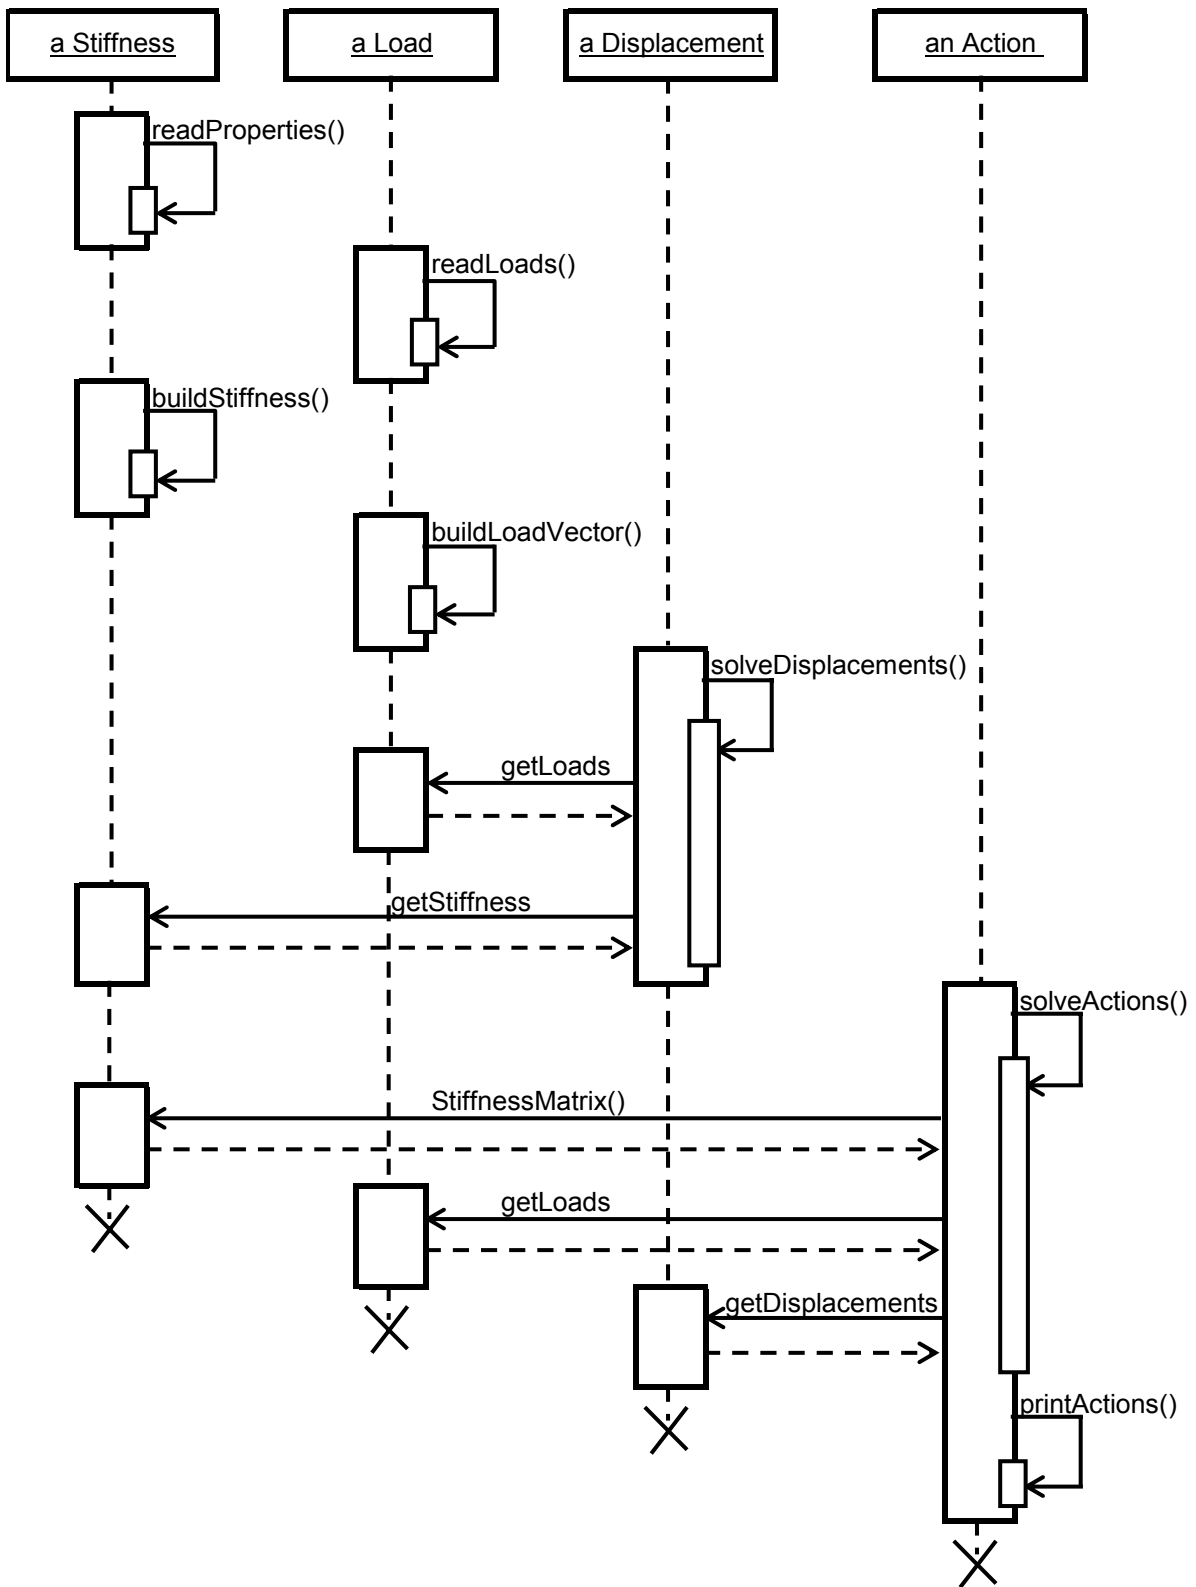 a Stiffness
a Load
a Displacement
an Action
readProperties()
readLoads()
buildStiffness()
buildLoadVector()
solveDisplacements()
getLoads
getStiffness
solveActions()
StiffnessMatrix()
getLoads
getDisplacements
printActions()